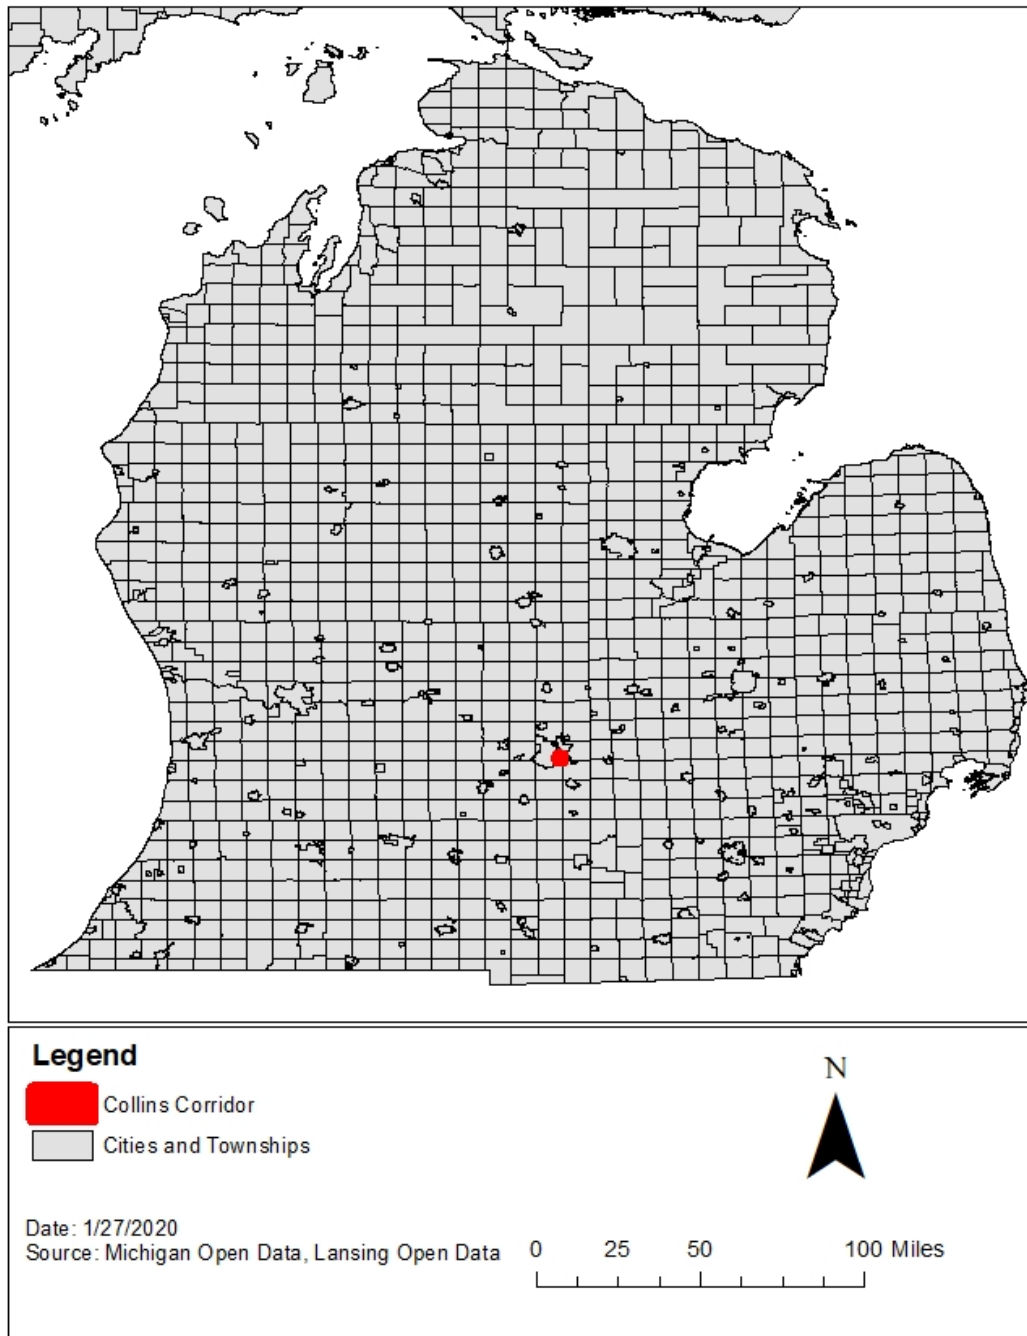 Legend
Collins Corridor
Cities and Townships
N
Date: 1/27/2020
Source: Michigan Open Data, Lansing Open Data
0 25 50 100 Miles